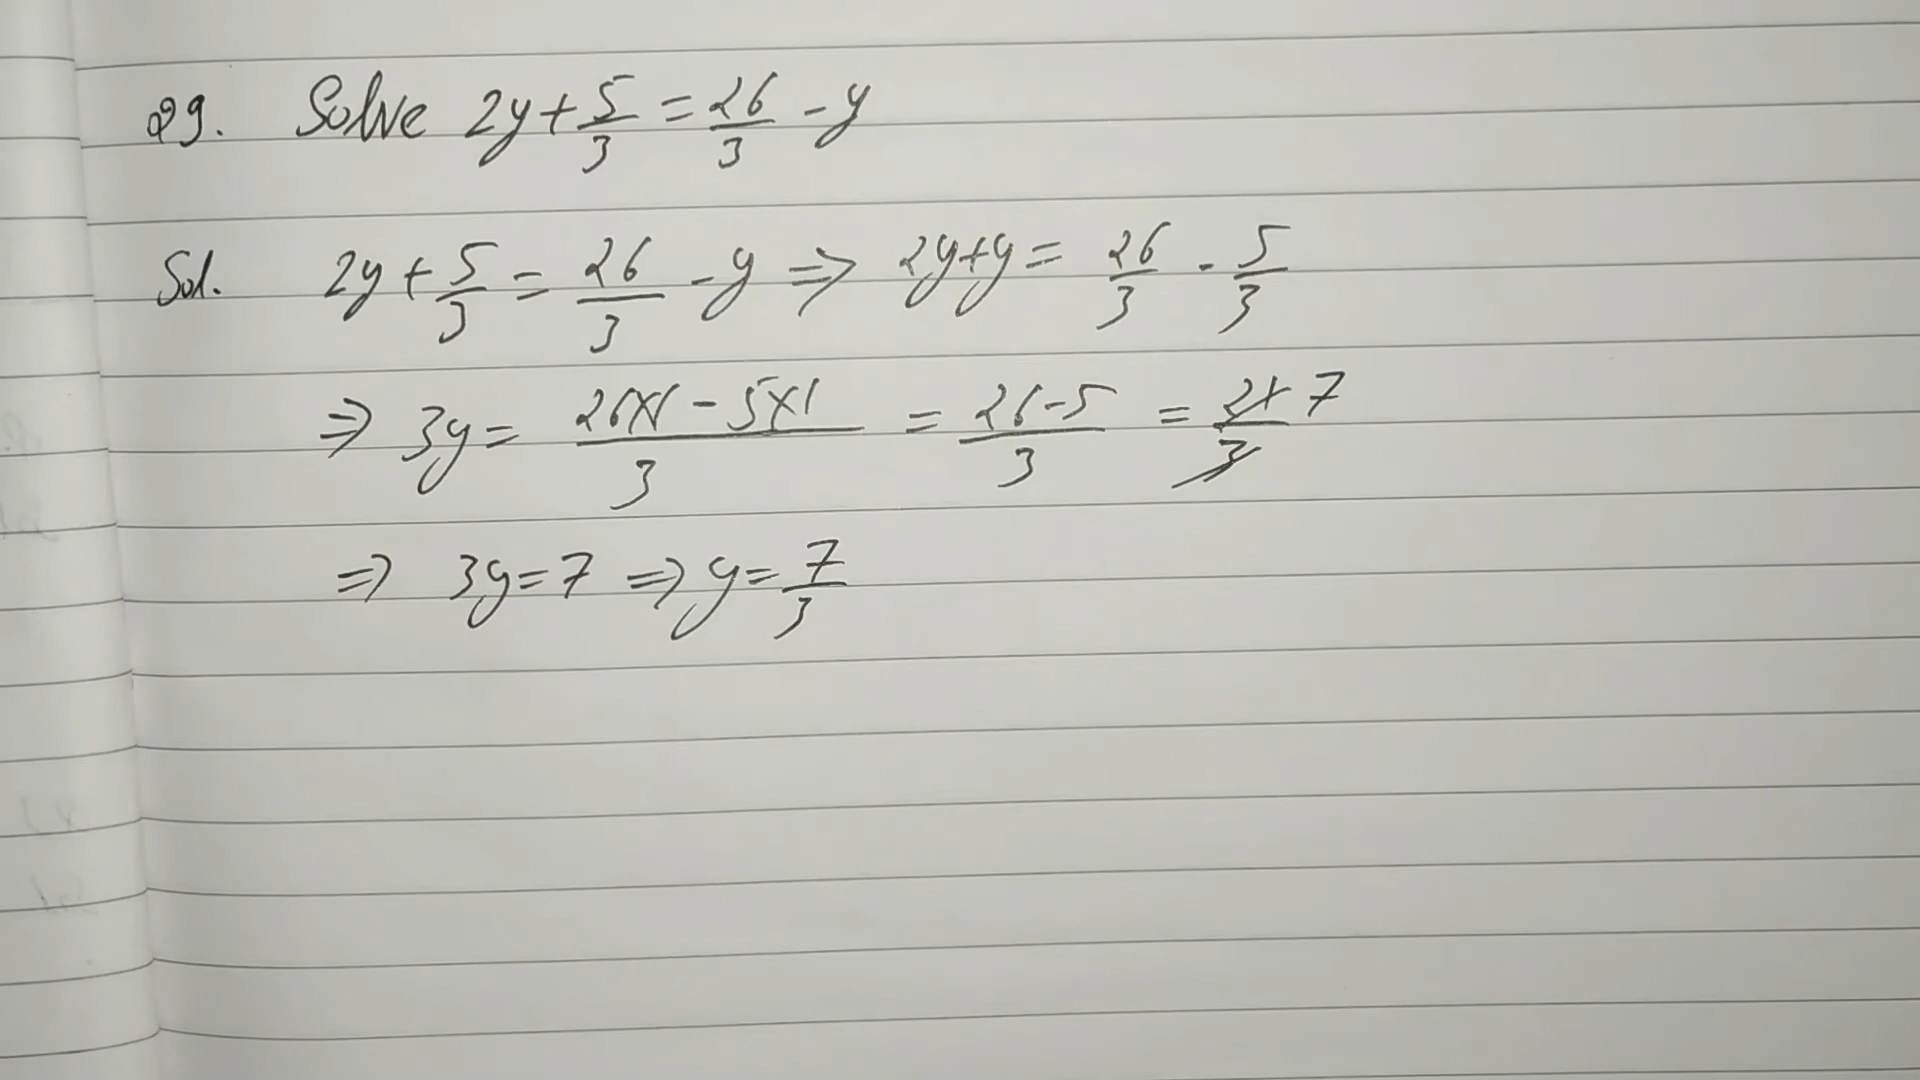 29. Solve 2y + 5/3 = 26/3 - y
Sol. 2y + 5/3 = 26/3 - y ⇒ 2y+y = 26/3 - 5/3
⇒ 3y = (26×1 - 5×1)/3 = (26-5)/3 = 21/3 7
⇒ 3y = 7 ⇒ y = 7/3